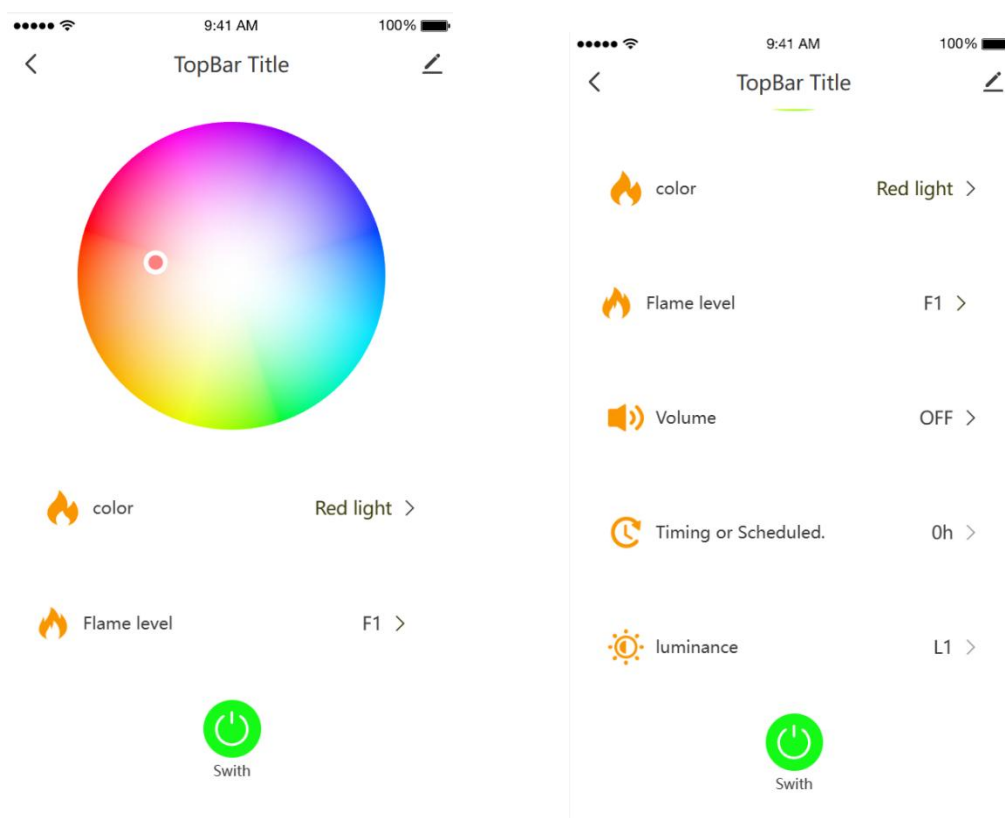 9:41 AM 100%
TopBar Title
color Red light
Flame level F1
Swith
9:41 AM 100%
TopBar Title
color Red light
Flame level F1
Volume OFF
Timing or Scheduled. 0h
luminance L1
Swith